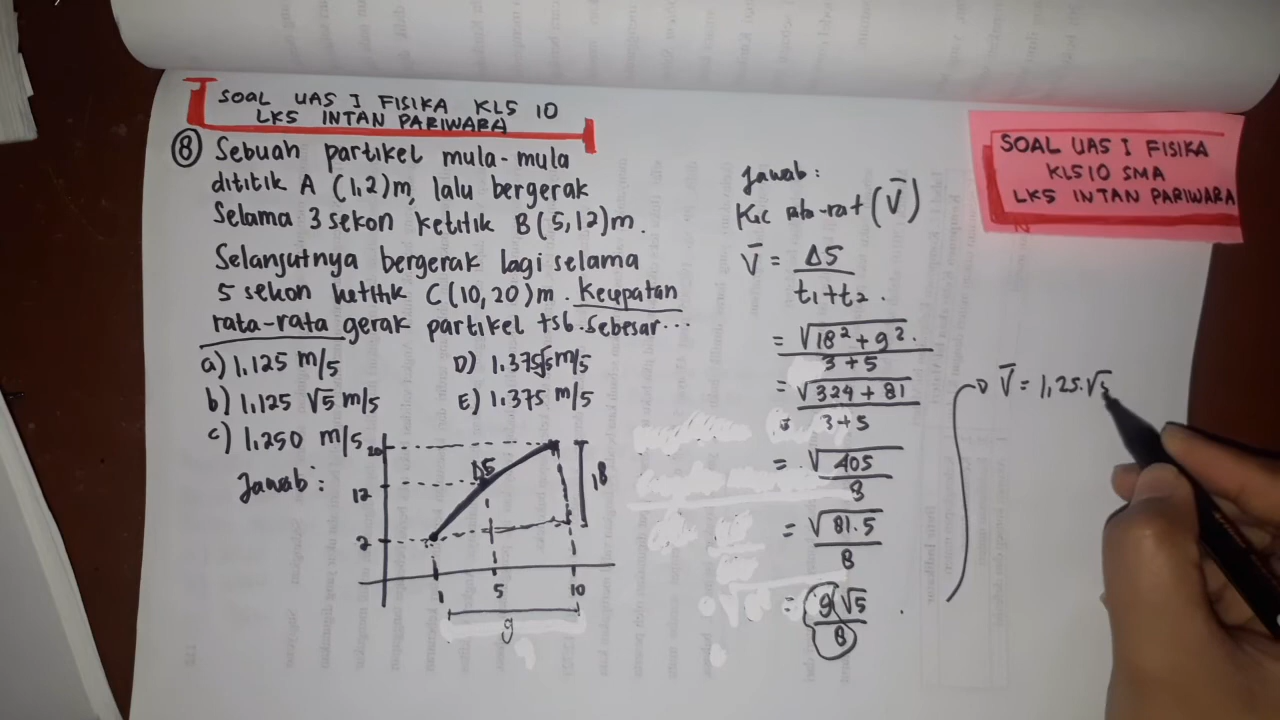 SOAL UAS I FISIKA KLS 10
LKS INTAN PARIWARA
8 Sebuah partikel mula-mula
dititik A (1,2)m, lalu bergerak
Selama 3 sekon ketitik B(5,12)m.
Selanjutnya bergerak lagi selama
5 sekon ketitik C(10,20)m. Kecepatan
rata-rata gerak partikel tsb. Sebesar...
a) 1.125 m/s
b) 1,125 √5 m/s
c) 1.250 m/s
D) 1.375√5 m/s
E) 1.375 m/s
Jawab:
20
12
2
ΔS
18
1
5
10
9
Jawab:
Kec rata-rat (V̅)
V̅ = ΔS / t₁+t₂.
= √18²+9². / 3+5
= √324+81 / 3+5
= √405 / 8
= √81.5 / 8
= 9√5 / 8
V̅ = 1,25.√5
SOAL UAS I FISIKA
KLS 10 SMA
LKS INTAN PARIWARA